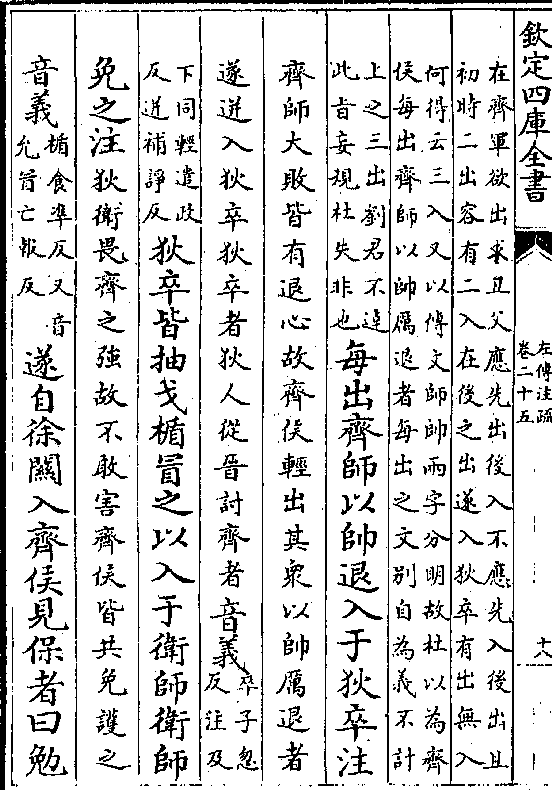 欽定四庫全書
左傳注疏
卷二十五
十八
在齊軍欲出求且父應先出後入不應先入後出且
初時二出容有二入在後之出遂入狄卒有出無入
何得云三入又以傳文師帥兩字分明故杜以為齊
侯每出齊師以帥厲退者每出之文別自為義不計
上之三出劉君不達
此旨妄規杜失非也
每出齊師以帥退入于狄卒注
齊師大敗皆有退心故齊侯輕出其衆以帥厲退者
遂迸入狄卒狄卒者狄人從晉討齊者音義
卒子忽
反注及
下同輕遣政
反迸補諍反
狄卒皆抽戈楯冒之以入于衛師衛師
免之注狄衛畏齊之強故不敢害齊侯皆共免護之
音義
楯食凖反又音
允冒亡報反
遂自徐關入齊侯見保者曰勉